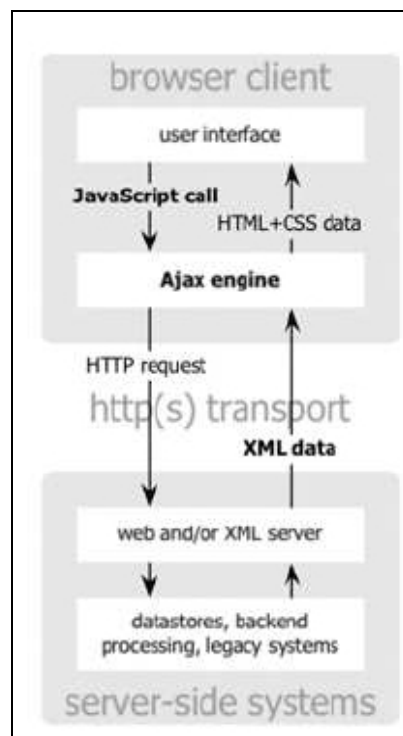 browser client
user interface
JavaScript call
HTML+CSS data
Ajax engine
HTTP request
http(s) transport
XML data
web and/or XML server
datastores, backend
processing, legacy systems
server-side systems